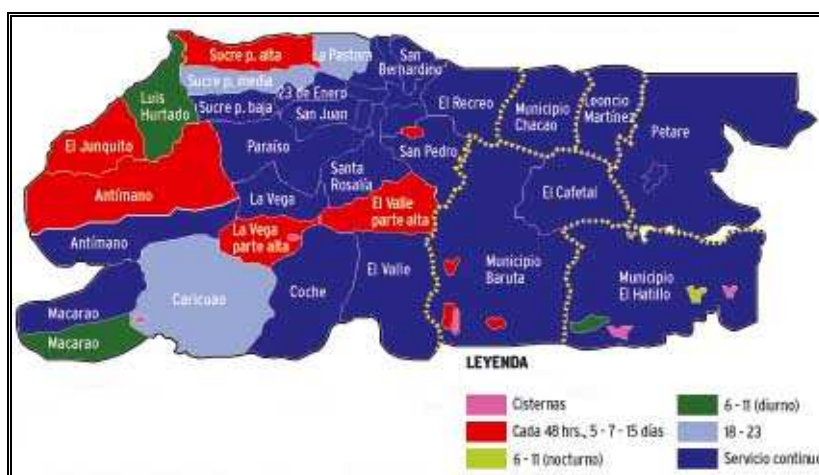 Sucre p. alta
La Pastora
San
Bernardino
Sucre p. media
23 de Enero
Luis
Hurtado
Sucre p. baja
San Juan
El Recreo
Municipio
Chacao
Leoncio
Martínez
Petare
El Junquito
Paraíso
San Pedro
Antímano
Santa
Rosalía
El Cafetal
La Vega
El Valle
parte alta
Antímano
La Vega
parte alta
Municipio
Baruta
Municipio
El Hatillo
El Valle
Caricuao
Coche
Macarao
Macarao
LEYENDA
Cisternas
Cada 48 hrs., 5 - 7 - 15 días
6 - 11 (nocturno)
6 - 11 (diurno)
18 - 23
Servicio continuo